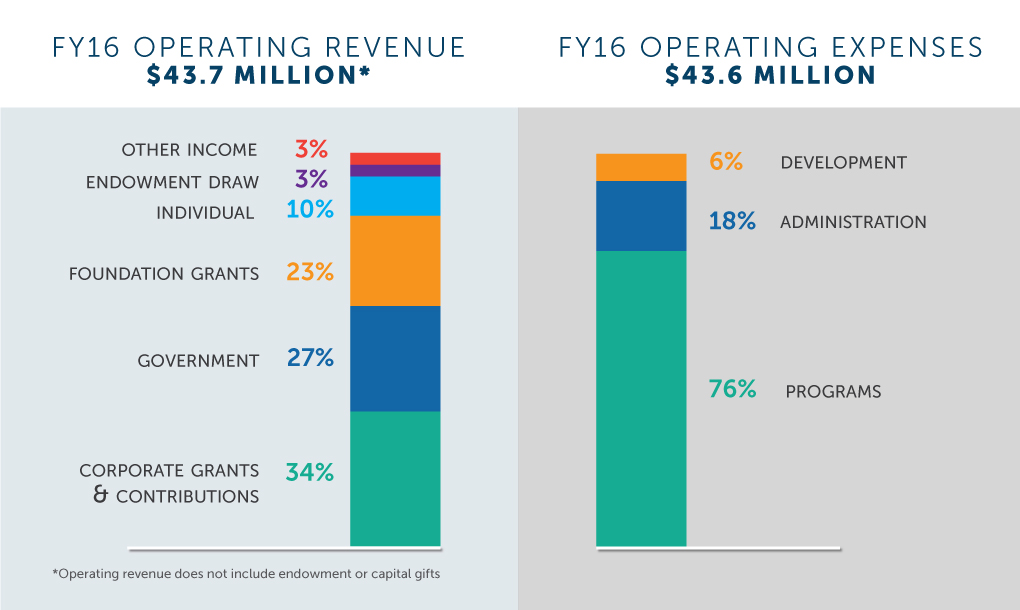 FY16 OPERATING REVENUE
$43.7 MILLION*
OTHER INCOME 3%
ENDOWMENT DRAW 3%
INDIVIDUAL 10%
FOUNDATION GRANTS 23%
GOVERNMENT 27%
CORPORATE GRANTS 34%
& CONTRIBUTIONS
*Operating revenue does not include endowment or capital gifts
FY16 OPERATING EXPENSES
$43.6 MILLION
6% DEVELOPMENT
18% ADMINISTRATION
76% PROGRAMS